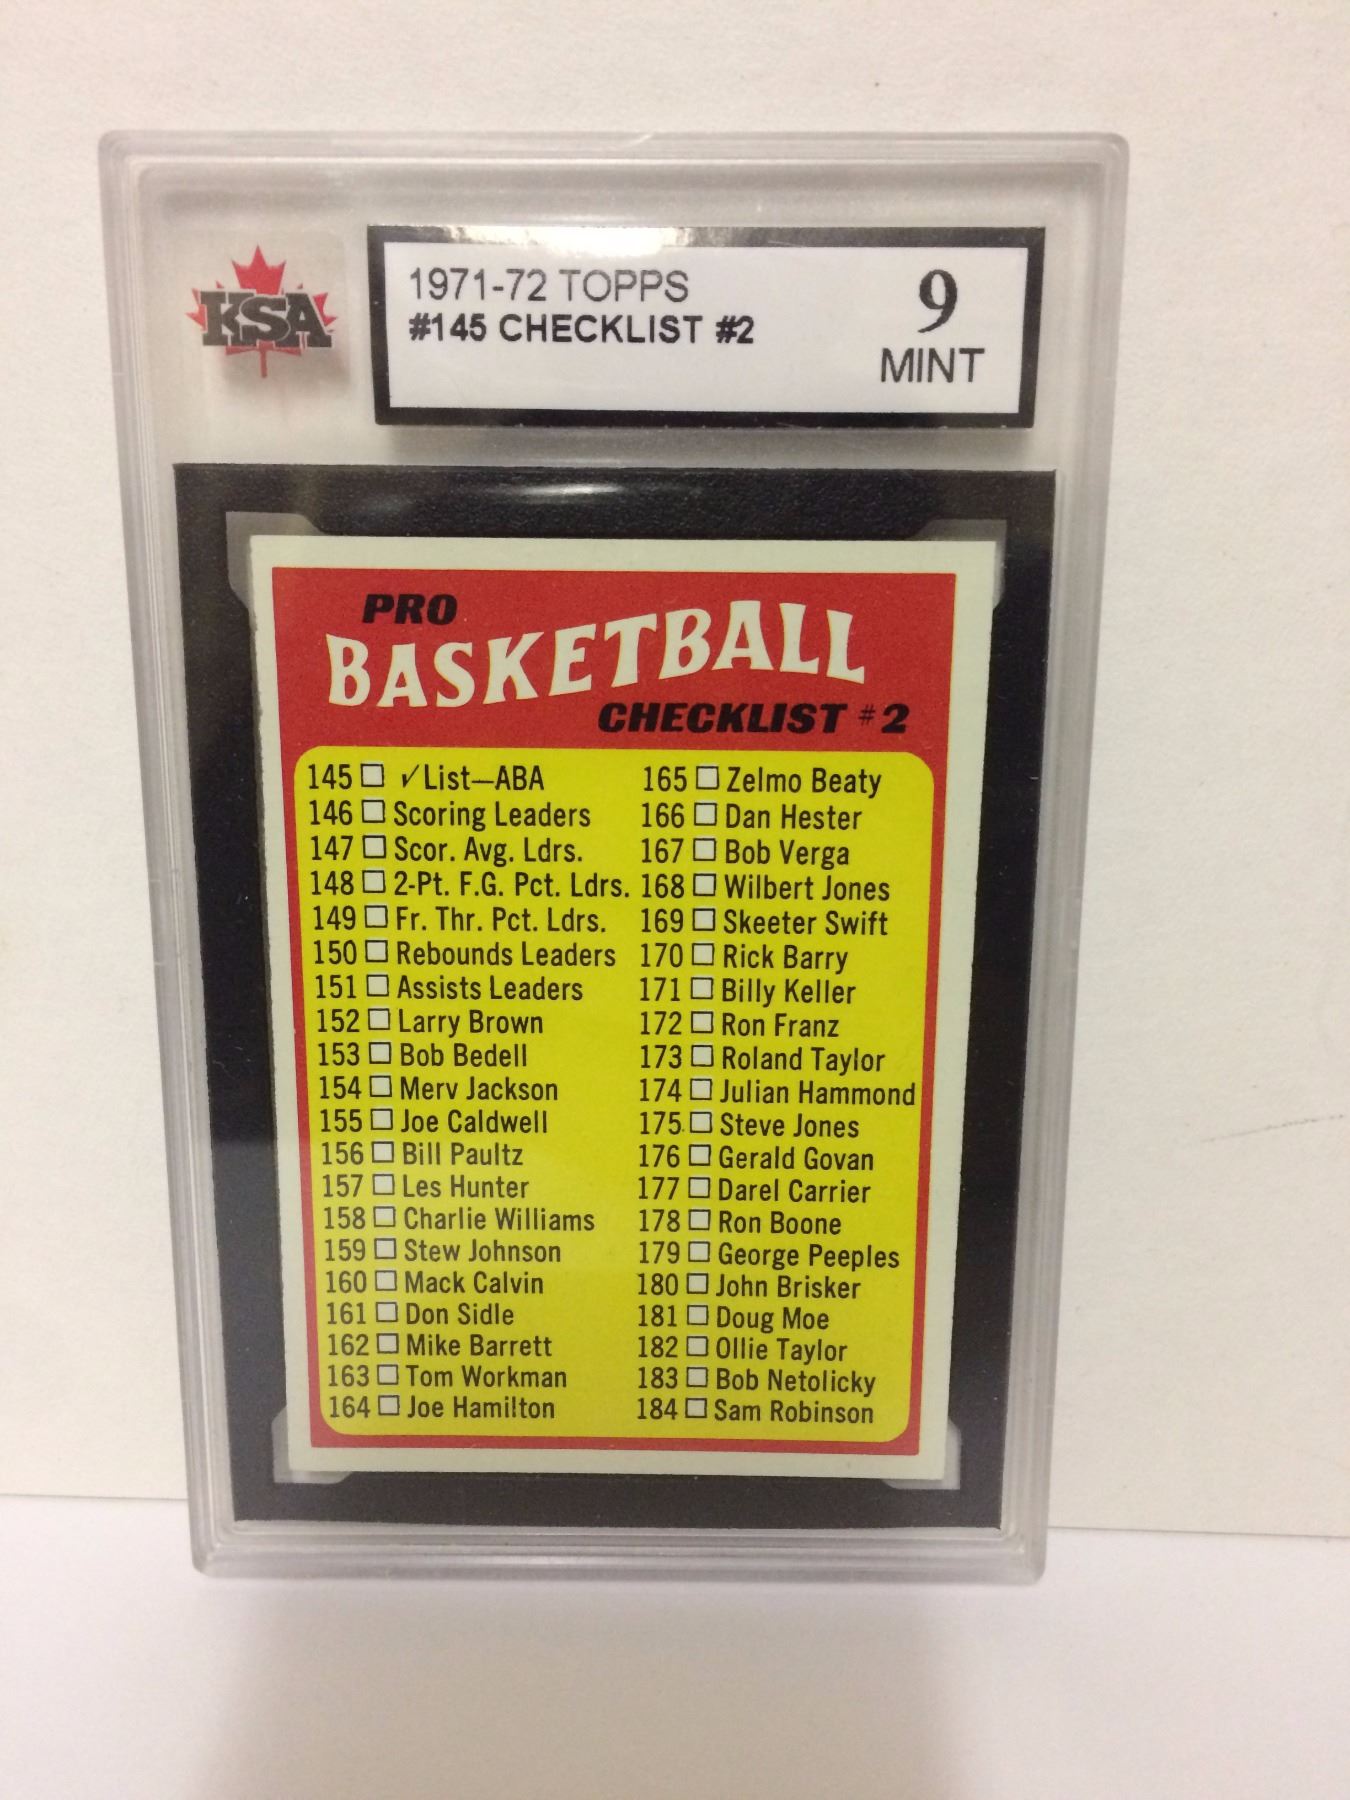 KSA
1971-72 TOPPS
#145 CHECKLIST #2
9
MINT
PRO
BASKETBALL
CHECKLIST #2
145 ☐ ✓List—ABA
146 ☐ Scoring Leaders
147 ☐ Scor. Avg. Ldrs.
148 ☐ 2-Pt. F.G. Pct. Ldrs.
149 ☐ Fr. Thr. Pct. Ldrs.
150 ☐ Rebounds Leaders
151 ☐ Assists Leaders
152 ☐ Larry Brown
153 ☐ Bob Bedell
154 ☐ Merv Jackson
155 ☐ Joe Caldwell
156 ☐ Bill Paultz
157 ☐ Les Hunter
158 ☐ Charlie Williams
159 ☐ Stew Johnson
160 ☐ Mack Calvin
161 ☐ Don Sidle
162 ☐ Mike Barrett
163 ☐ Tom Workman
164 ☐ Joe Hamilton
165 ☐ Zelmo Beaty
166 ☐ Dan Hester
167 ☐ Bob Verga
168 ☐ Wilbert Jones
169 ☐ Skeeter Swift
170 ☐ Rick Barry
171 ☐ Billy Keller
172 ☐ Ron Franz
173 ☐ Roland Taylor
174 ☐ Julian Hammond
175 ☐ Steve Jones
176 ☐ Gerald Govan
177 ☐ Darel Carrier
178 ☐ Ron Boone
179 ☐ George Peeples
180 ☐ John Brisker
181 ☐ Doug Moe
182 ☐ Ollie Taylor
183 ☐ Bob Netolicky
184 ☐ Sam Robinson